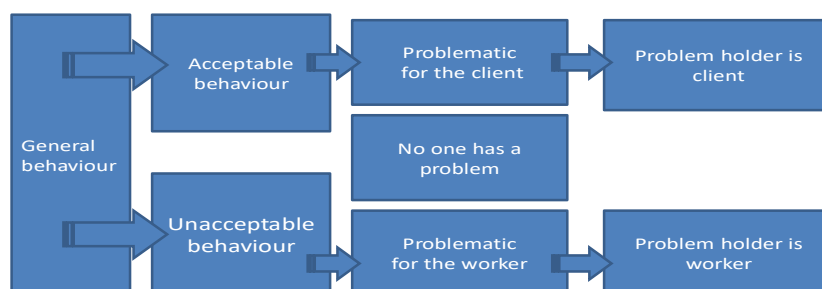 General
behaviour
Acceptable
behaviour
Problematic
for the client
Problem holder is
client
No one has a
problem
Unacceptable
behaviour
Problematic
for the worker
Problem holder is
worker